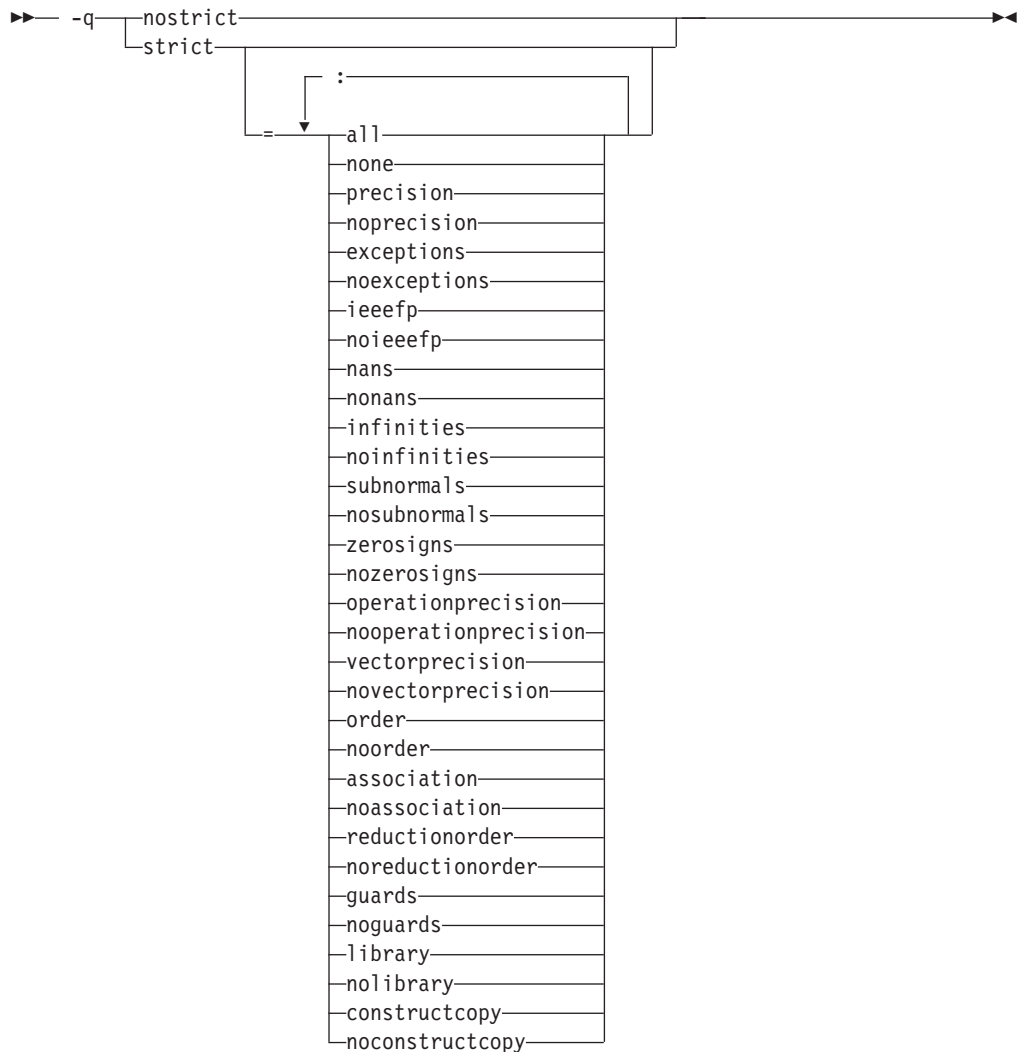 -q nostrict
strict
:
= all
none
precision
noprecision
exceptions
noexceptions
ieeefp
noieeefp
nans
nonans
infinities
noinfinities
subnormals
nosubnormals
zerosigns
nozerosigns
operationprecision
nooperationprecision
vectorprecision
novectorprecision
order
noorder
association
noassociation
reductionorder
noreductionorder
guards
noguards
library
nolibrary
constructcopy
noconstructcopy